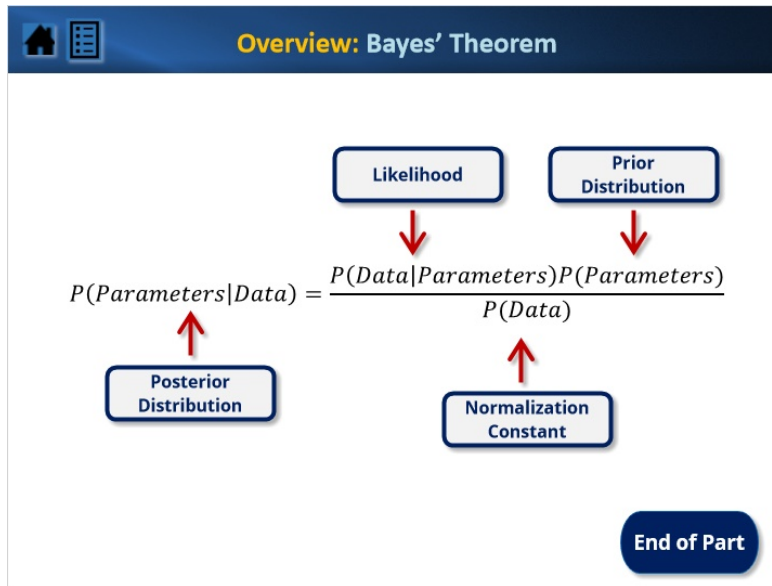 Overview: Bayes’ Theorem
Likelihood
Prior
Distribution
P(Data|Parameters)P(Parameters)
P(Parameters|Data) =
P(Data)
Posterior
Distribution
Normalization
Constant
End of Part